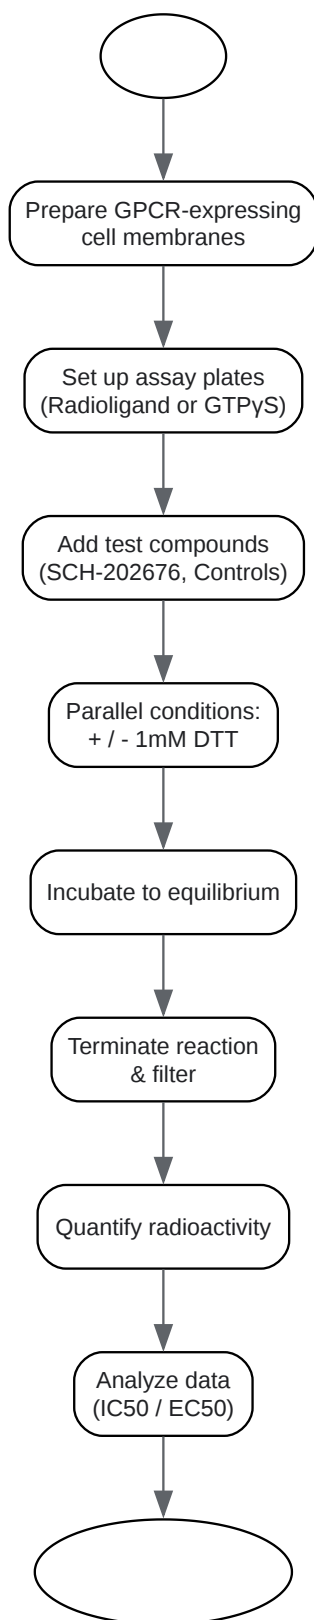 Prepare GPCR-expressing
cell membranes
Set up assay plates
(Radioligand or GTPγS)
Add test compounds
(SCH-202676, Controls)
Parallel conditions:
+ / - 1mM DTT
Incubate to equilibrium
Terminate reaction
& filter
Quantify radioactivity
Analyze data
(IC50 / EC50)